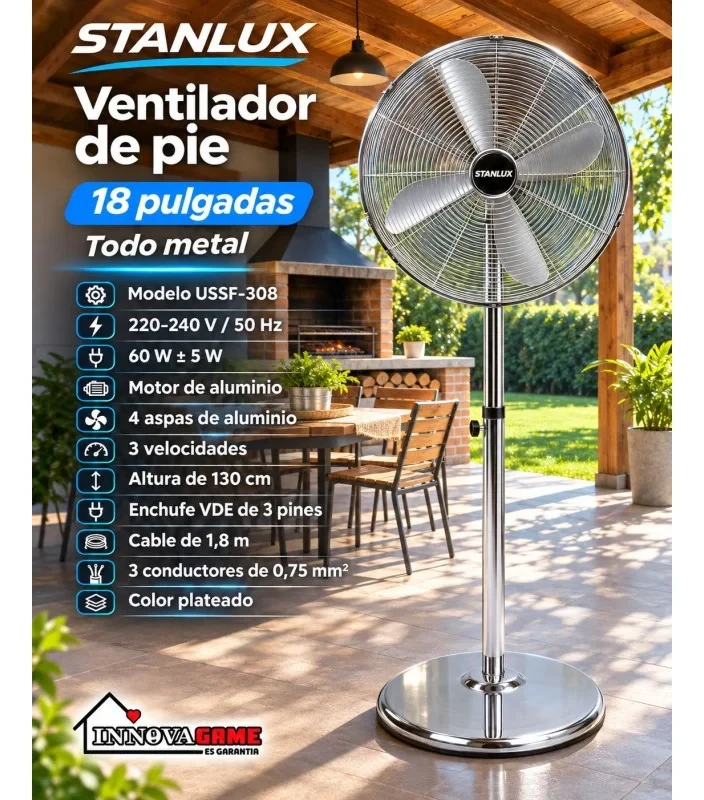 STANLUX
Ventilador
de pie
18 pulgadas
Todo metal
STANLUX
Modelo USSF-308
220-240 V / 50 Hz
60 W ± 5 W
Motor de aluminio
4 aspas de aluminio
3 velocidades
Altura de 130 cm
Enchufe VDE de 3 pines
Cable de 1,8 m
3 conductores de 0,75 mm²
Color plateado
INNOVAGAME
ES GARANTIA